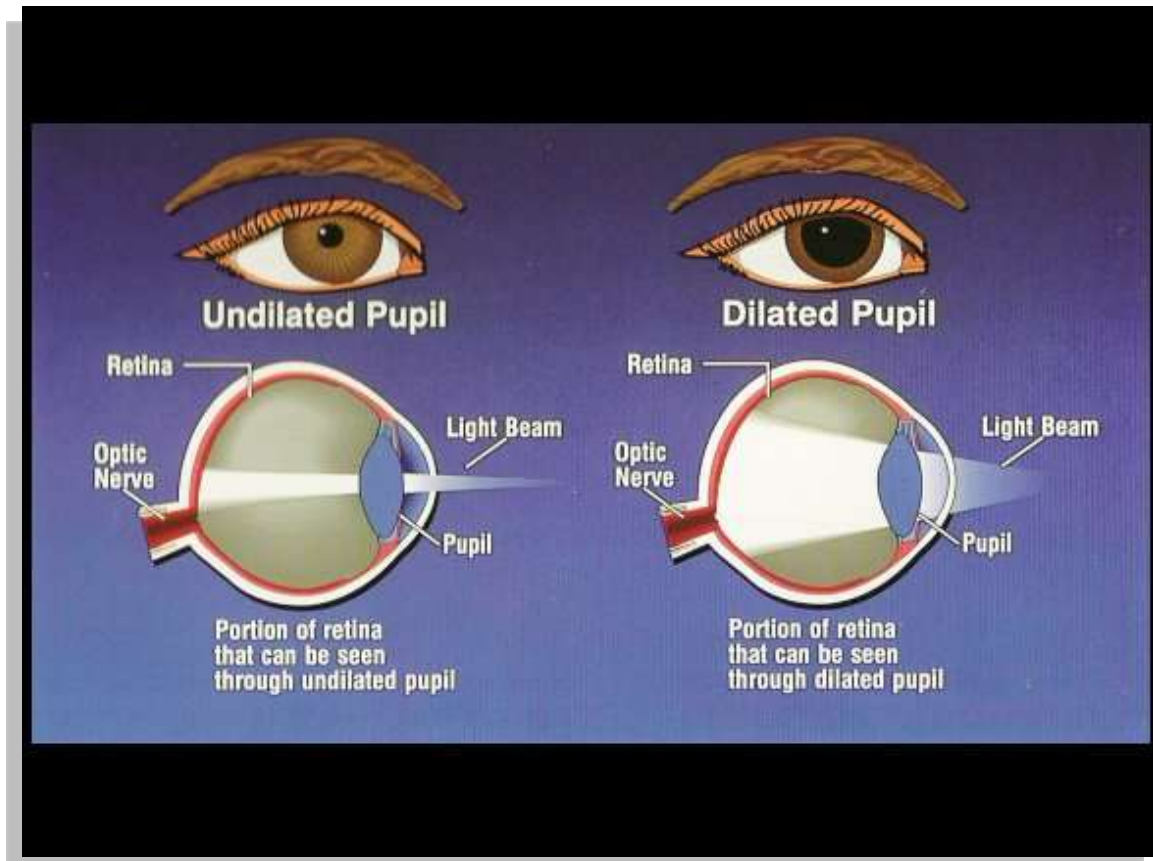 Undilated Pupil
Retina
Light Beam
Optic
Nerve
Pupil
Portion of retina
that can be seen
through undilated pupil
Dilated Pupil
Retina
Light Beam
Optic
Nerve
Pupil
Portion of retina
that can be seen
through dilated pupil